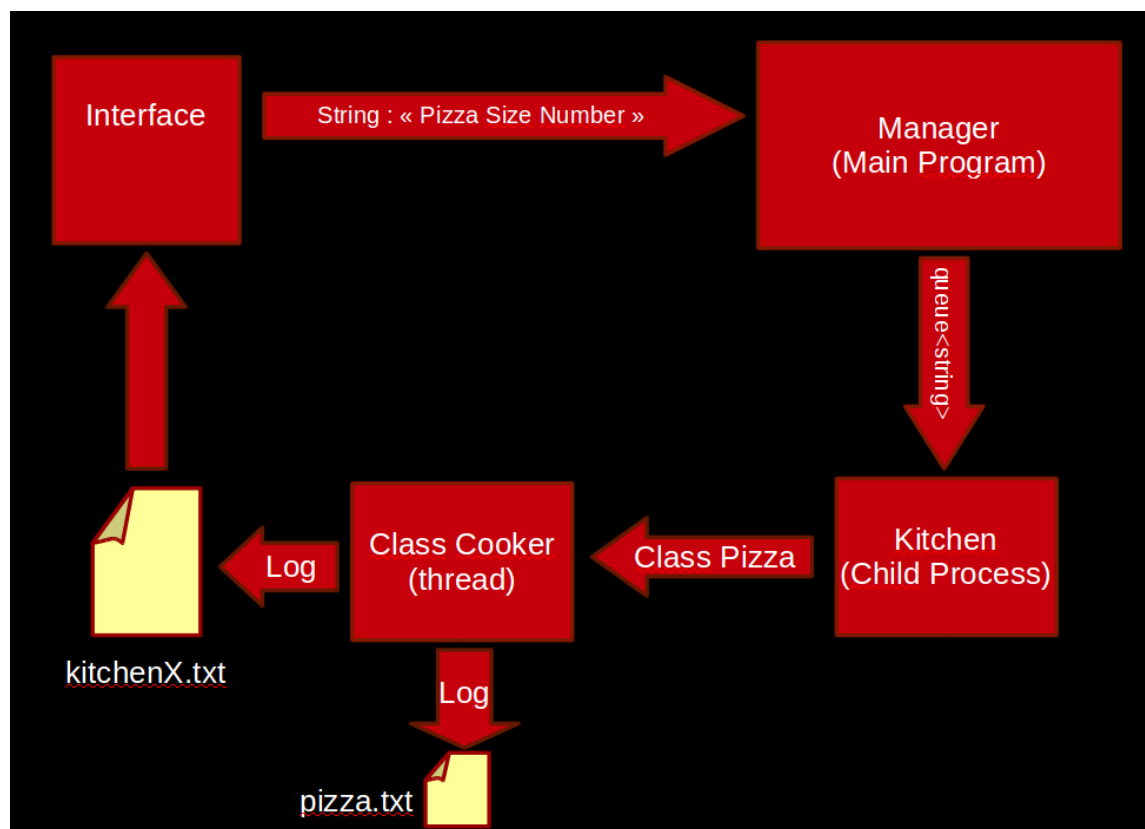 Interface
String : « Pizza Size Number »
Manager
(Main Program)
queue<string>
Kitchen
(Child Process)
Class Pizza
Class Cooker
(thread)
Log
kitchenX.txt
Log
pizza.txt